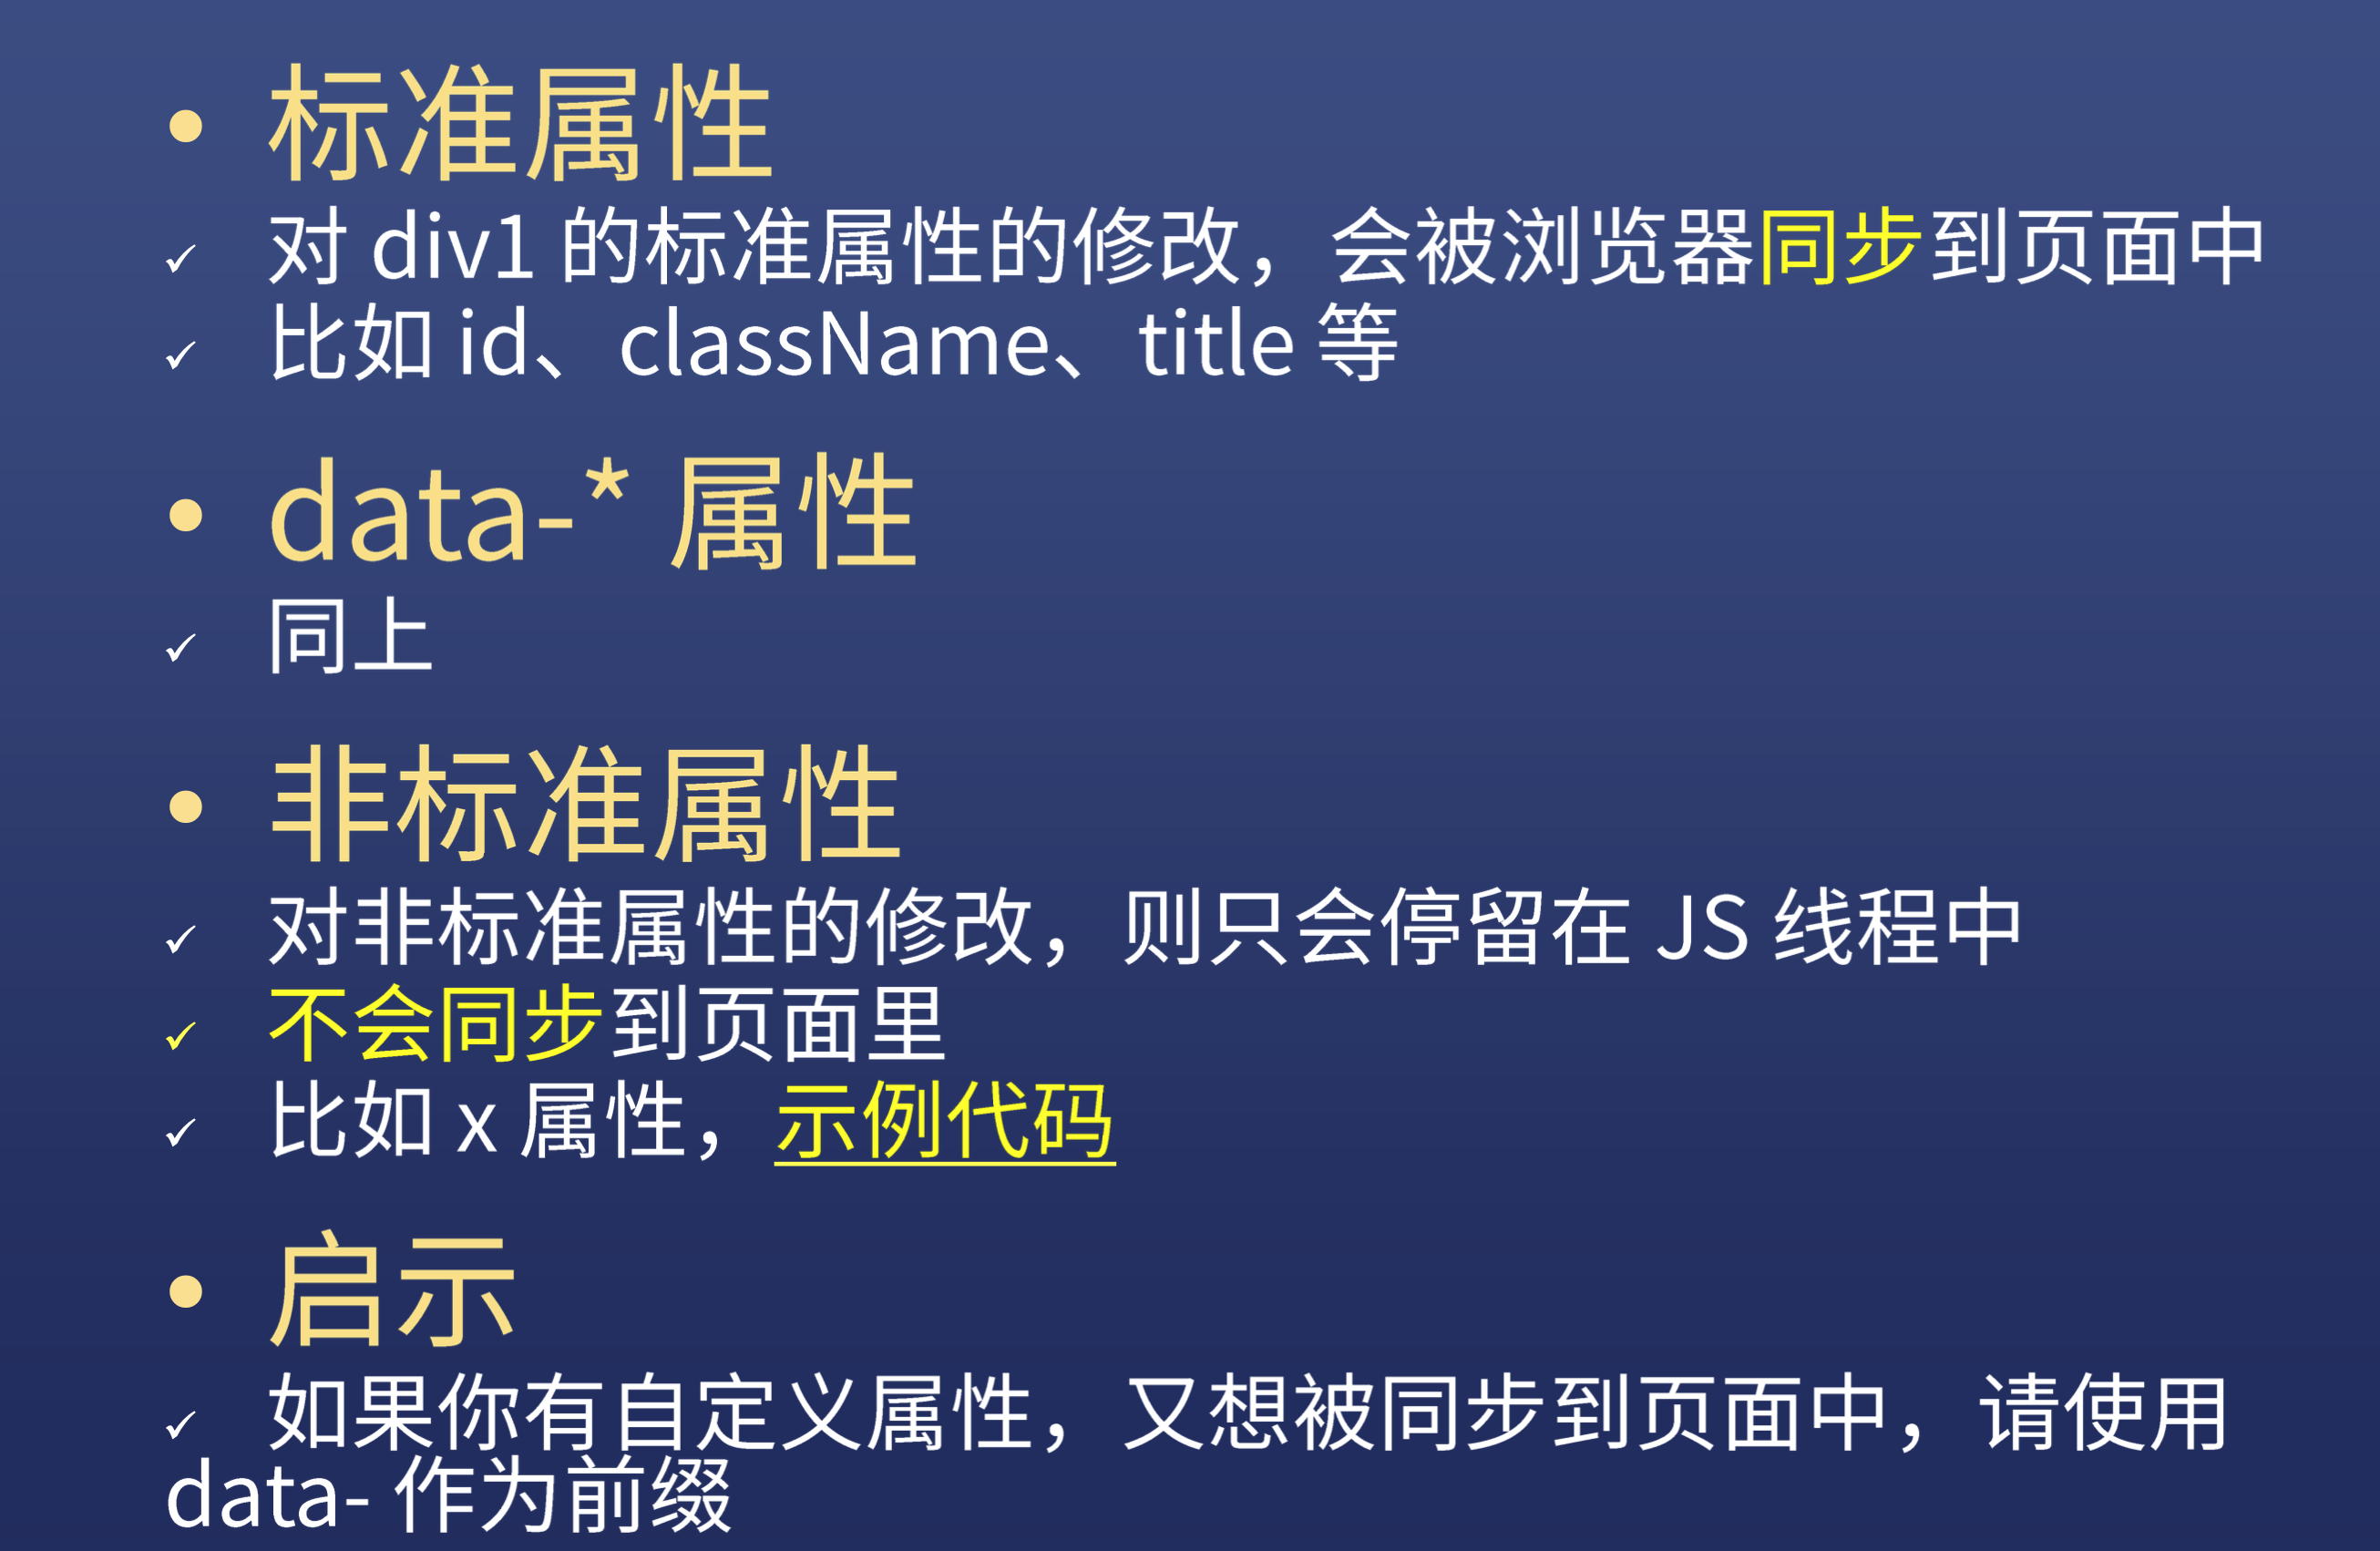 • 标准属性
✓ 对 div1 的标准属性的修改，会被浏览器同步到页面中
✓ 比如 id、className、title 等
• data-* 属性
✓ 同上
• 非标准属性
✓ 对非标准属性的修改，则只会停留在 JS 线程中
✓ 不会同步到页面里
✓ 比如 x 属性，示例代码
• 启示
✓ 如果你有自定义属性，又想被同步到页面中，请使用
data- 作为前缀